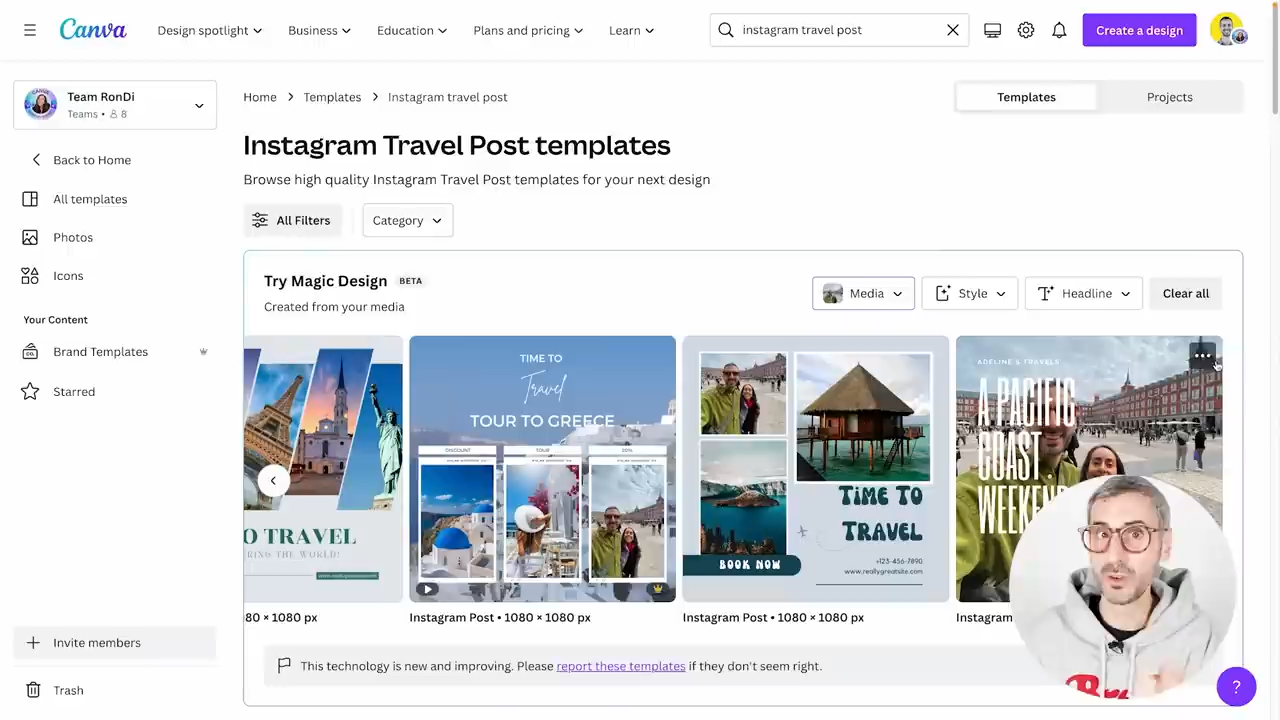 Canva
Design spotlight
Business
Education
Plans and pricing
Learn
instagram travel post
Create a design
Team RonDi
Teams • 8
Back to Home
All templates
Photos
Icons
Your Content
Brand Templates
Starred
Invite members
Trash
Home > Templates > Instagram travel post
Templates
Projects
Instagram Travel Post templates
Browse high quality Instagram Travel Post templates for your next design
All Filters
Category
Try Magic Design BETA
Created from your media
Media
Style
Headline
Clear all
O TRAVEL
RING THE WORLD!
80 × 1080 px
TIME TO
Travel
TOUR TO GREECE
DISCOUNT
TOUR
20%
Instagram Post • 1080 × 1080 px
TIME TO
TRAVEL
BOOK NOW
+123-456-7890
www.reallygreatsite.com
Instagram Post • 1080 × 1080 px
ADELINE & TRAVELS
A PACIFIC
COAST
WEEKEN
Instagram
This technology is new and improving. Please report these templates if they don't seem right.
?